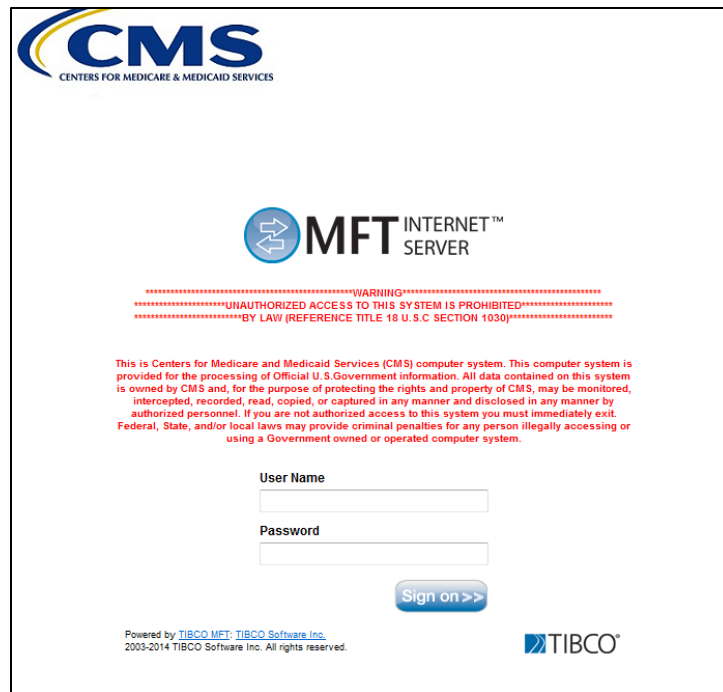 CMS
CENTERS FOR MEDICARE & MEDICAID SERVICES
MFT INTERNET™
SERVER
*************************************************WARNING************************************************
**********************UNAUTHORIZED ACCESS TO THIS SYSTEM IS PROHIBITED**********************
**************************BY LAW (REFERENCE TITLE 18 U.S.C SECTION 1030)*************************
This is Centers for Medicare and Medicaid Services (CMS) computer system. This computer system is
provided for the processing of Official U.S.Government information. All data contained on this system
is owned by CMS and, for the purpose of protecting the rights and property of CMS, may be monitored,
intercepted, recorded, read, copied, or captured in any manner and disclosed in any manner by
authorized personnel. If you are not authorized access to this system you must immediately exit.
Federal, State, and/or local laws may provide criminal penalties for any person illegally accessing or
using a Government owned or operated computer system.
User Name
Password
Sign on >>
Powered by TIBCO MFT: TIBCO Software Inc.
2003-2014 TIBCO Software Inc. All rights reserved.
TIBCO®